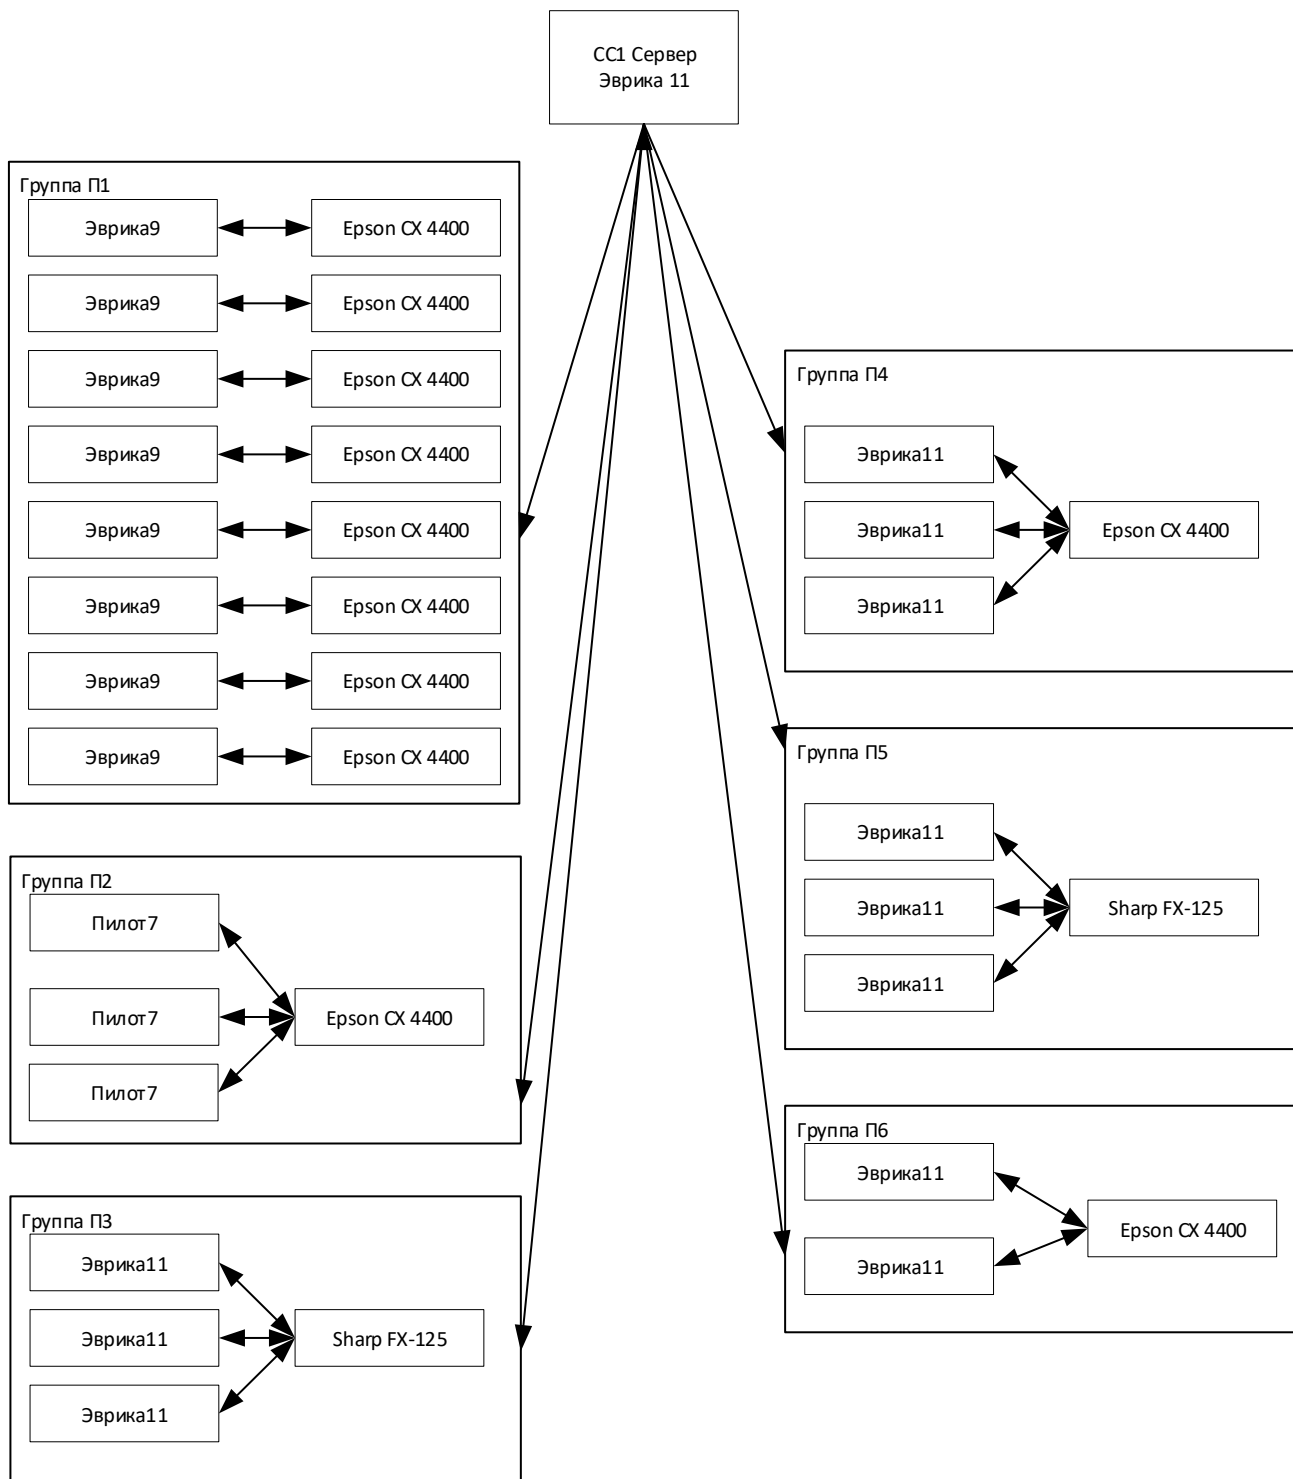 СС1 Сервер
Эврика 11
Группа П1
Эврика9 Epson CX 4400
Эврика9 Epson CX 4400
Эврика9 Epson CX 4400
Эврика9 Epson CX 4400
Эврика9 Epson CX 4400
Эврика9 Epson CX 4400
Эврика9 Epson CX 4400
Эврика9 Epson CX 4400
Группа П2
Пилот7
Пилот7 Epson CX 4400
Пилот7
Группа П3
Эврика11
Эврика11 Sharp FX-125
Эврика11
Группа П4
Эврика11
Эврика11 Epson CX 4400
Эврика11
Группа П5
Эврика11
Эврика11 Sharp FX-125
Эврика11
Группа П6
Эврика11
Epson CX 4400
Эврика11